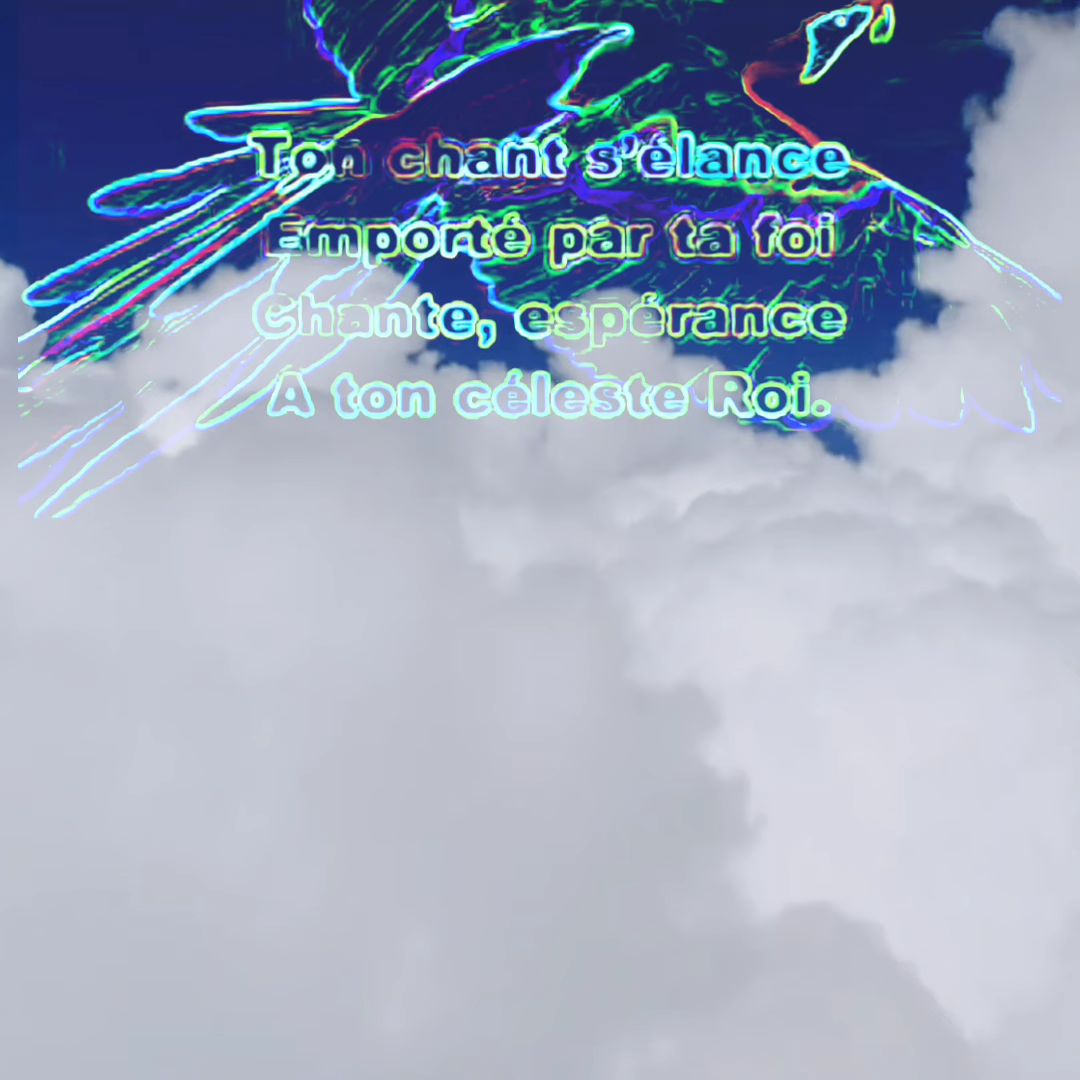 Ton chant s'élance
Emporté par ta foi
Chante, espérance
A ton céleste Roi.